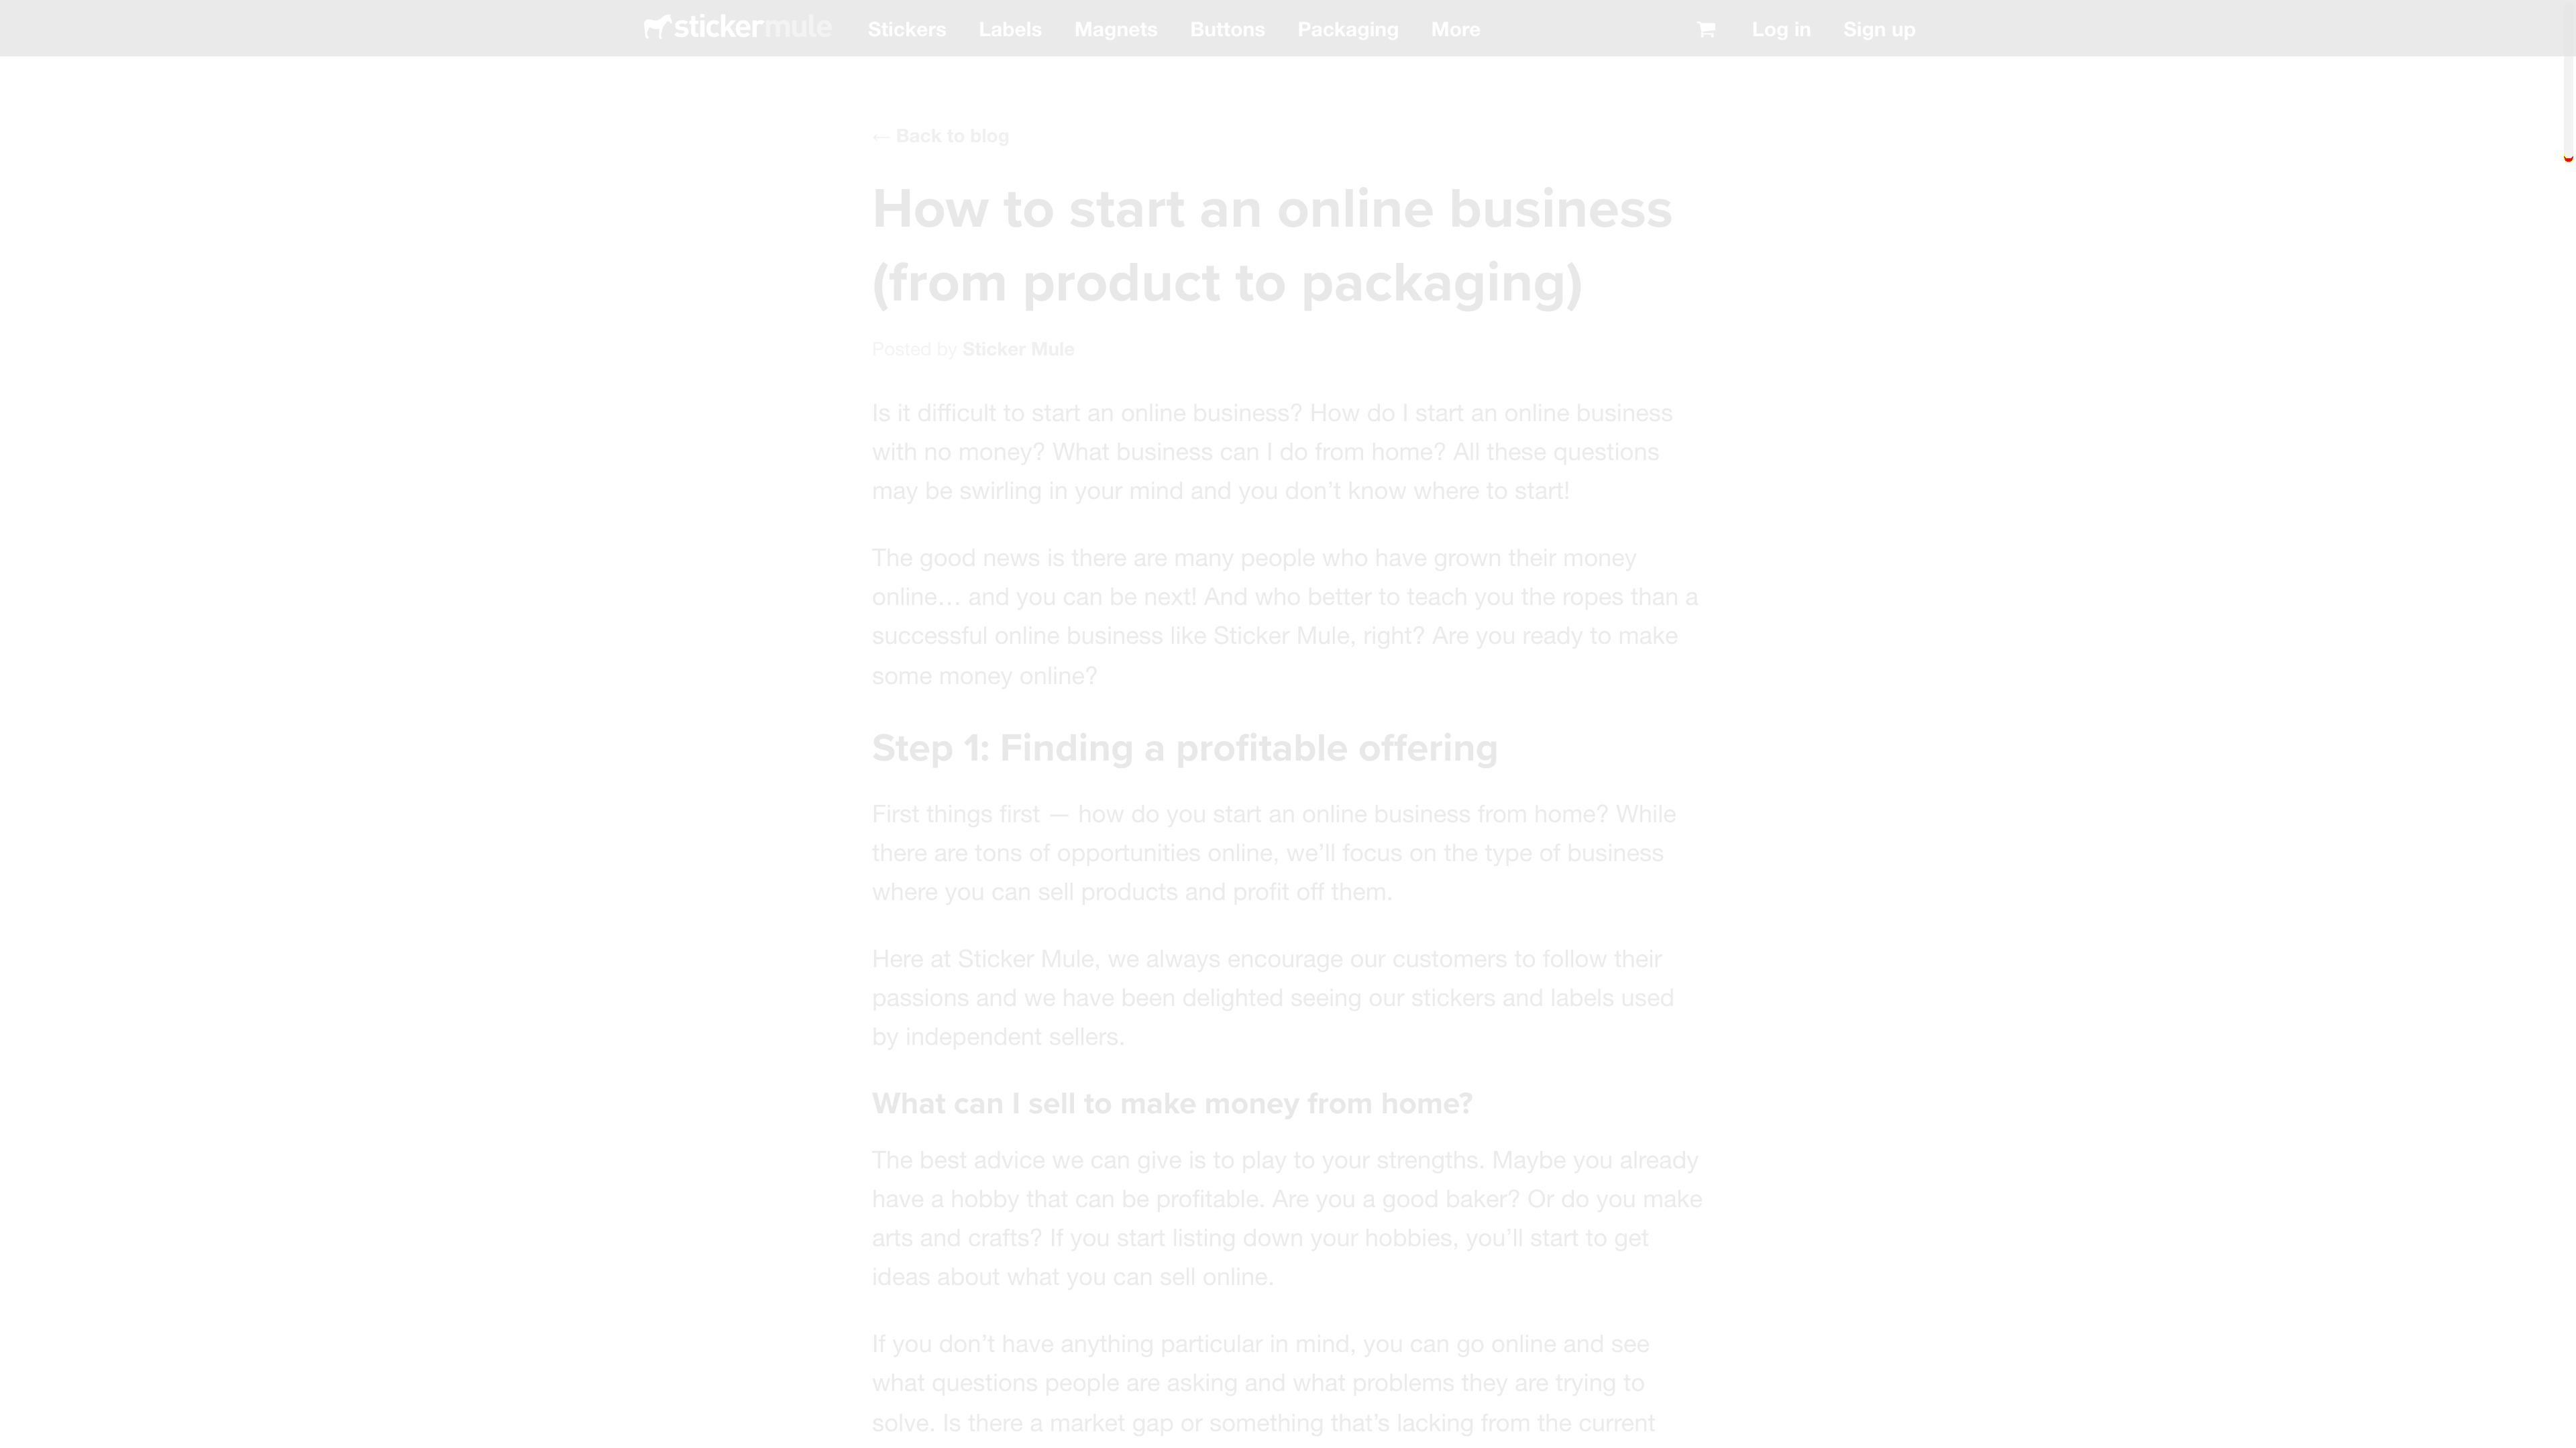 stickermule Stickers Labels Magnets Buttons Packaging More Log in Sign up
← Back to blog
How to start an online business
(from product to packaging)
Posted by Sticker Mule
Is it difficult to start an online business? How do I start an online business
with no money? What business can I do from home? All these questions
may be swirling in your mind and you don’t know where to start!
The good news is there are many people who have grown their money
online… and you can be next! And who better to teach you the ropes than a
successful online business like Sticker Mule, right? Are you ready to make
some money online?
Step 1: Finding a profitable offering
First things first — how do you start an online business from home? While
there are tons of opportunities online, we’ll focus on the type of business
where you can sell products and profit off them.
Here at Sticker Mule, we always encourage our customers to follow their
passions and we have been delighted seeing our stickers and labels used
by independent sellers.
What can I sell to make money from home?
The best advice we can give is to play to your strengths. Maybe you already
have a hobby that can be profitable. Are you a good baker? Or do you make
arts and crafts? If you start listing down your hobbies, you’ll start to get
ideas about what you can sell online.
If you don’t have anything particular in mind, you can go online and see
what questions people are asking and what problems they are trying to
solve. Is there a market gap or something that’s lacking from the current